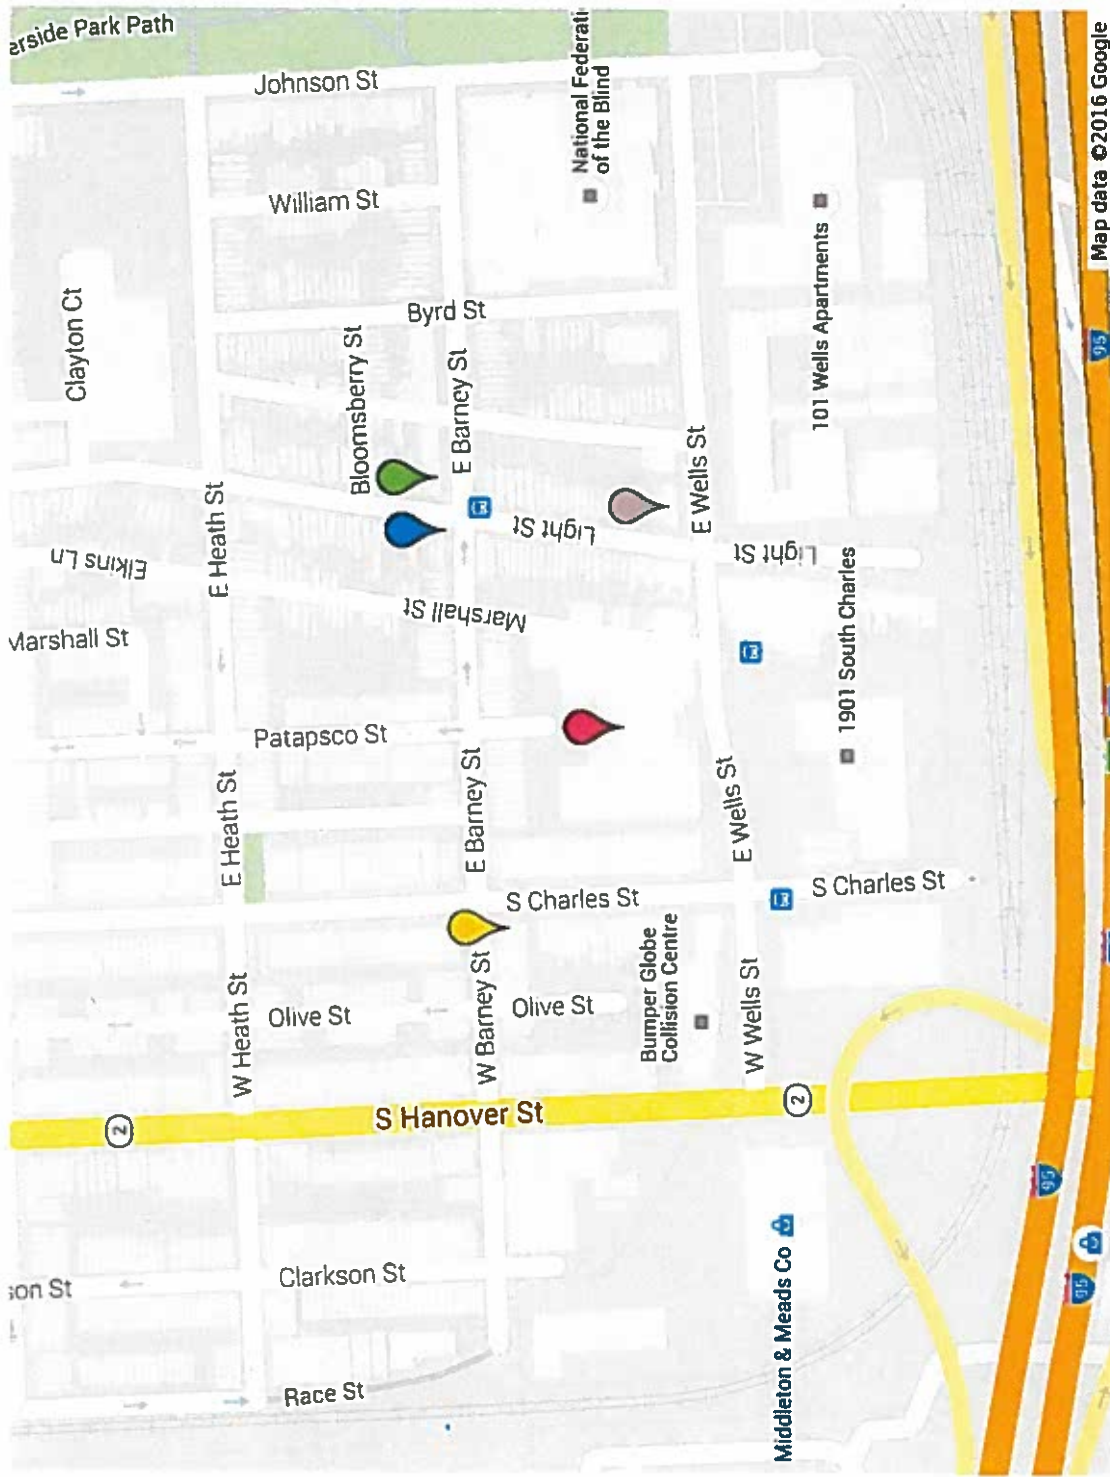 erside Park Path
Johnson St
National Federati
of the Blind
William St
Clayton Ct
Byrd St
Bloomsberry St
E Barney St
101 Wells Apartments
Map data ©2016 Google
95
E Heath St
Elkins Ln
Light St
E Wells St
Light St
Marshall St
Marshall St
1901 South Charles
Patapsco St
E Heath St
E Barney St
E Wells St
S Charles St
S Charles St
W Heath St
Olive St
W Barney St
Olive St
Bumper Globe
Collision Centre
W Wells St
2
S Hanover St
2
95
son St
Clarkson St
Middleton & Meads Co
95
Race St